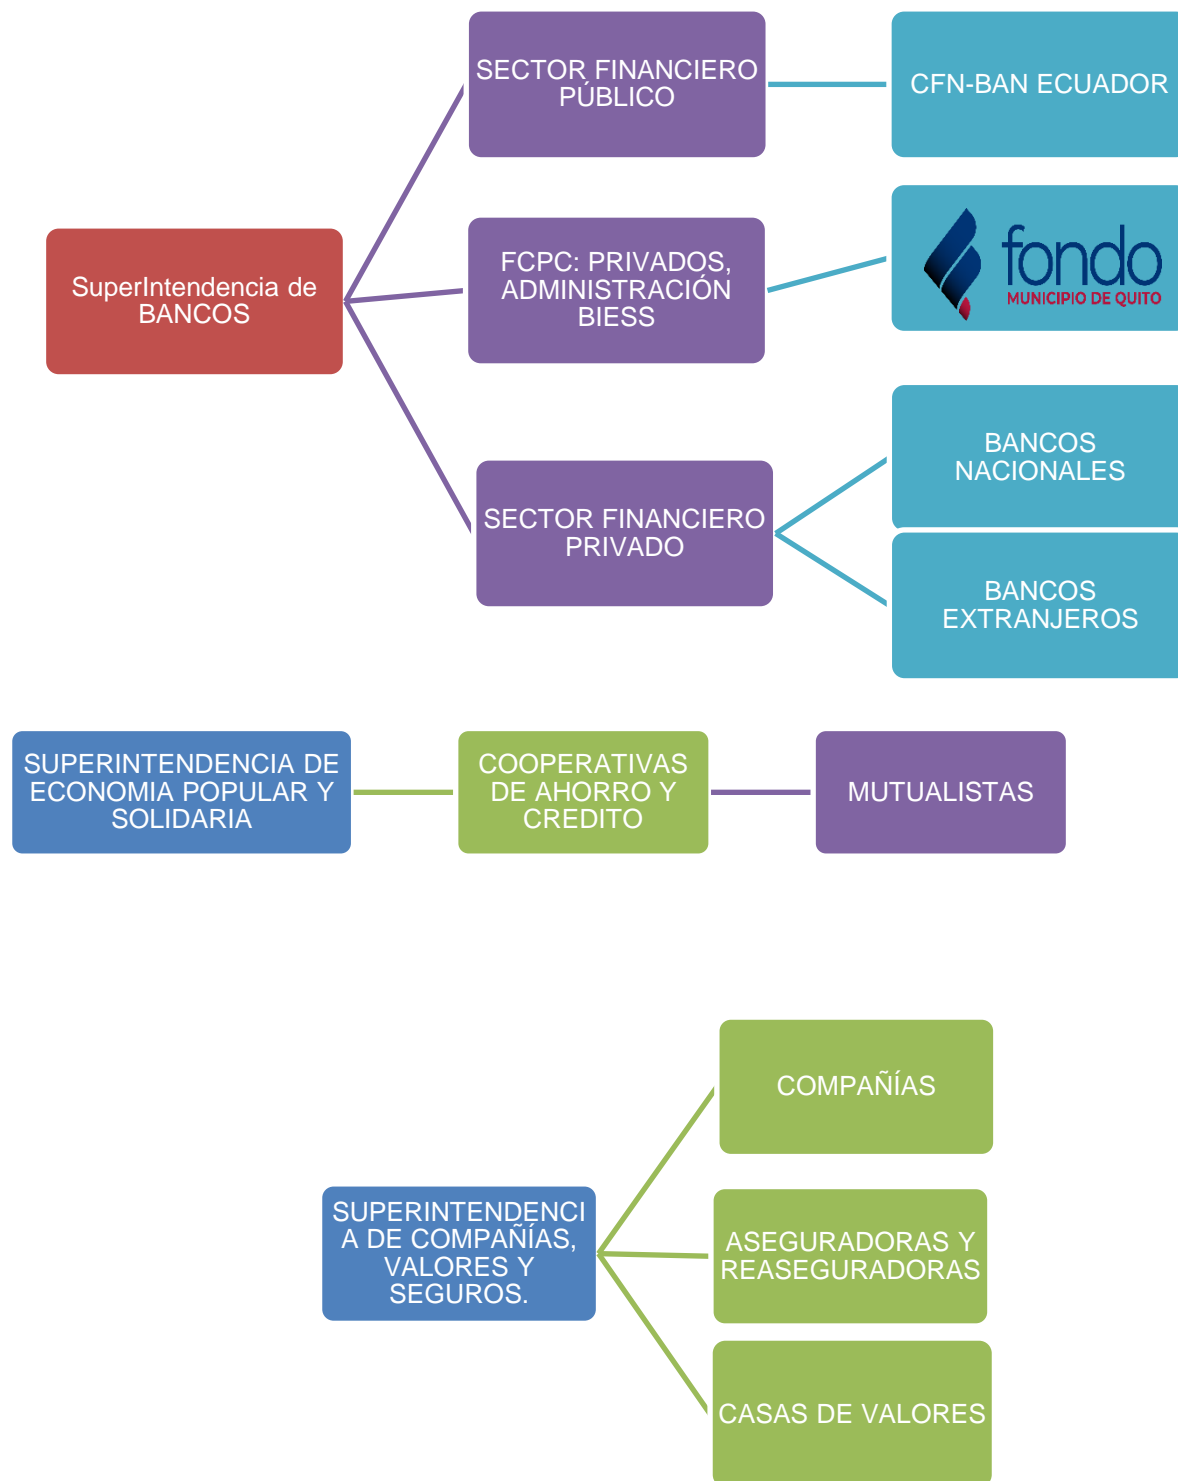 SECTOR FINANCIERO
PÚBLICO
CFN-BAN ECUADOR
SuperIntendencia de
BANCOS
FCPC: PRIVADOS,
ADMINISTRACIÓN
BIESS
fondo
MUNICIPIO DE QUITO
SECTOR FINANCIERO
PRIVADO
BANCOS
NACIONALES
BANCOS
EXTRANJEROS
SUPERINTENDENCIA DE
ECONOMIA POPULAR Y
SOLIDARIA
COOPERATIVAS
DE AHORRO Y
CREDITO
MUTUALISTAS
SUPERINTENDENCI
A DE COMPAÑÍAS,
VALORES Y
SEGUROS.
COMPAÑÍAS
ASEGURADORAS Y
REASEGURADORAS
CASAS DE VALORES